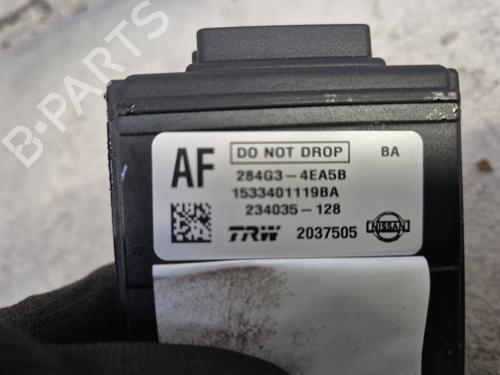 AF
DO NOT DROP
BA
284G3-4EA5B
1533401119BA
234035-128
TRW 2037505 NISSAN
B-PARTS